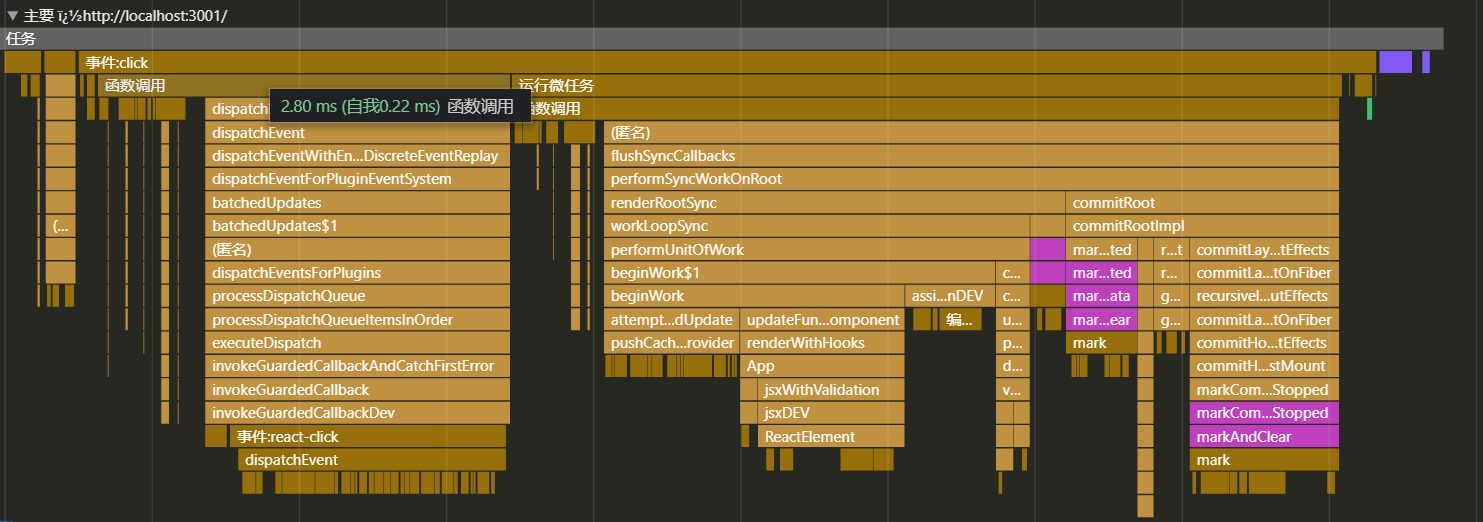 ▼ 主要 ï¿½http://localhost:3001/
任务
事件:click
函数调用
运行微任务
dispatch
2.80 ms (自我0.22 ms) 函数调用
函数调用
dispatchEvent
(匿名)
dispatchEventWithEn...DiscreteEventReplay
flushSyncCallbacks
dispatchEventForPluginEventSystem
performSyncWorkOnRoot
batchedUpdates
renderRootSync
commitRoot
(...
batchedUpdates$1
workLoopSync
commitRootImpl
(匿名)
performUnitOfWork
mar...ted
r...t
commitLay...tEffects
dispatchEventsForPlugins
beginWork$1
c...
mar...ted
r...
commitLa...tOnFiber
processDispatchQueue
beginWork
assi...nDEV
c...
mar...ata
g...
recursivel...utEffects
processDispatchQueueItemsInOrder
attempt...dUpdate
updateFun...omponent
编...
u...
mar...ear
g...
commitLa...tOnFiber
executeDispatch
pushCach...rovider
renderWithHooks
p...
mark
commitHo...tEffects
invokeGuardedCallbackAndCatchFirstError
App
d...
commitH...stMount
invokeGuardedCallback
jsxWithValidation
v...
markCom...Stopped
invokeGuardedCallbackDev
jsxDEV
markCom...Stopped
事件:react-click
ReactElement
markAndClear
dispatchEvent
mark